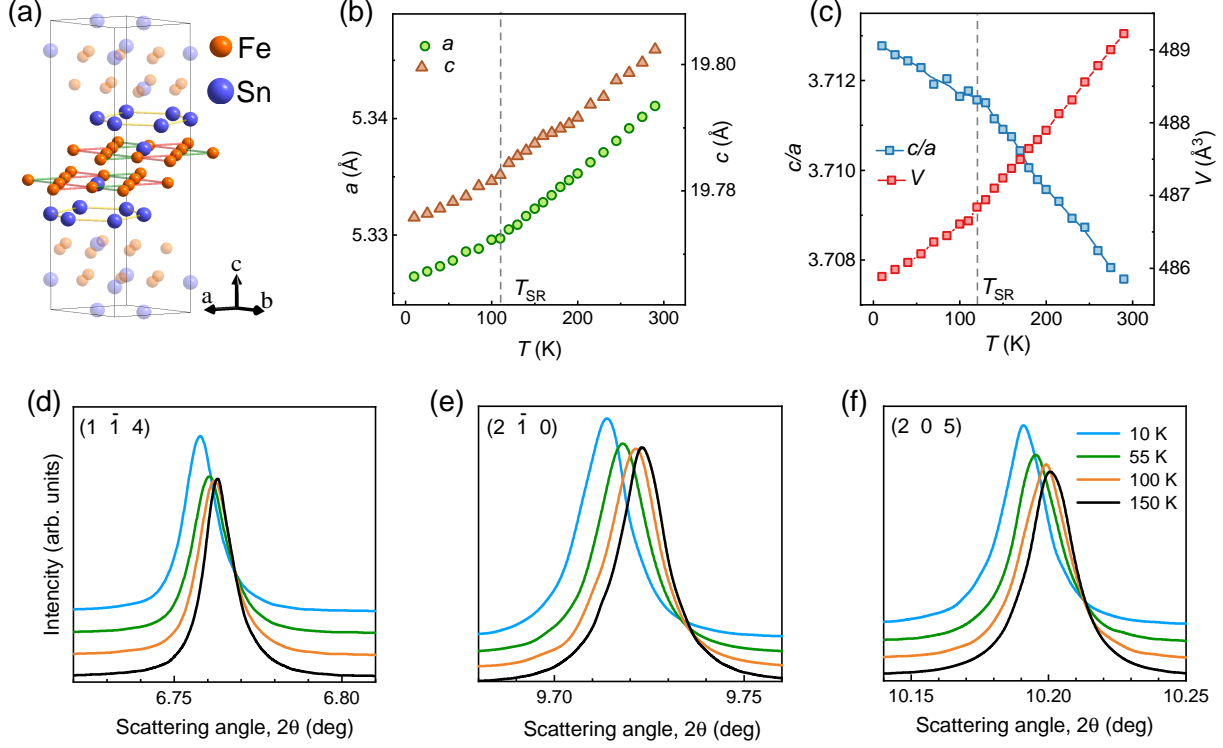 (a)
Fe
Sn
c
a
b
(b)
a
c
5.34
5.33
a (Å)
19.80
19.78
c (Å)
T_SR
0
100
200
300
T (K)
(c)
3.712
3.710
3.708
c/a
c/a
V
489
488
487
486
V (Å³)
T_SR
0
100
200
300
T (K)
(d)
(1 1̄ 4)
Intencity (arb. units)
6.75
6.80
Scattering angle, 2θ (deg)
(e)
(2 1̄ 0)
9.70
9.75
Scattering angle, 2θ (deg)
(f)
(2 0 5)
10 K
55 K
100 K
150 K
10.15
10.20
10.25
Scattering angle, 2θ (deg)